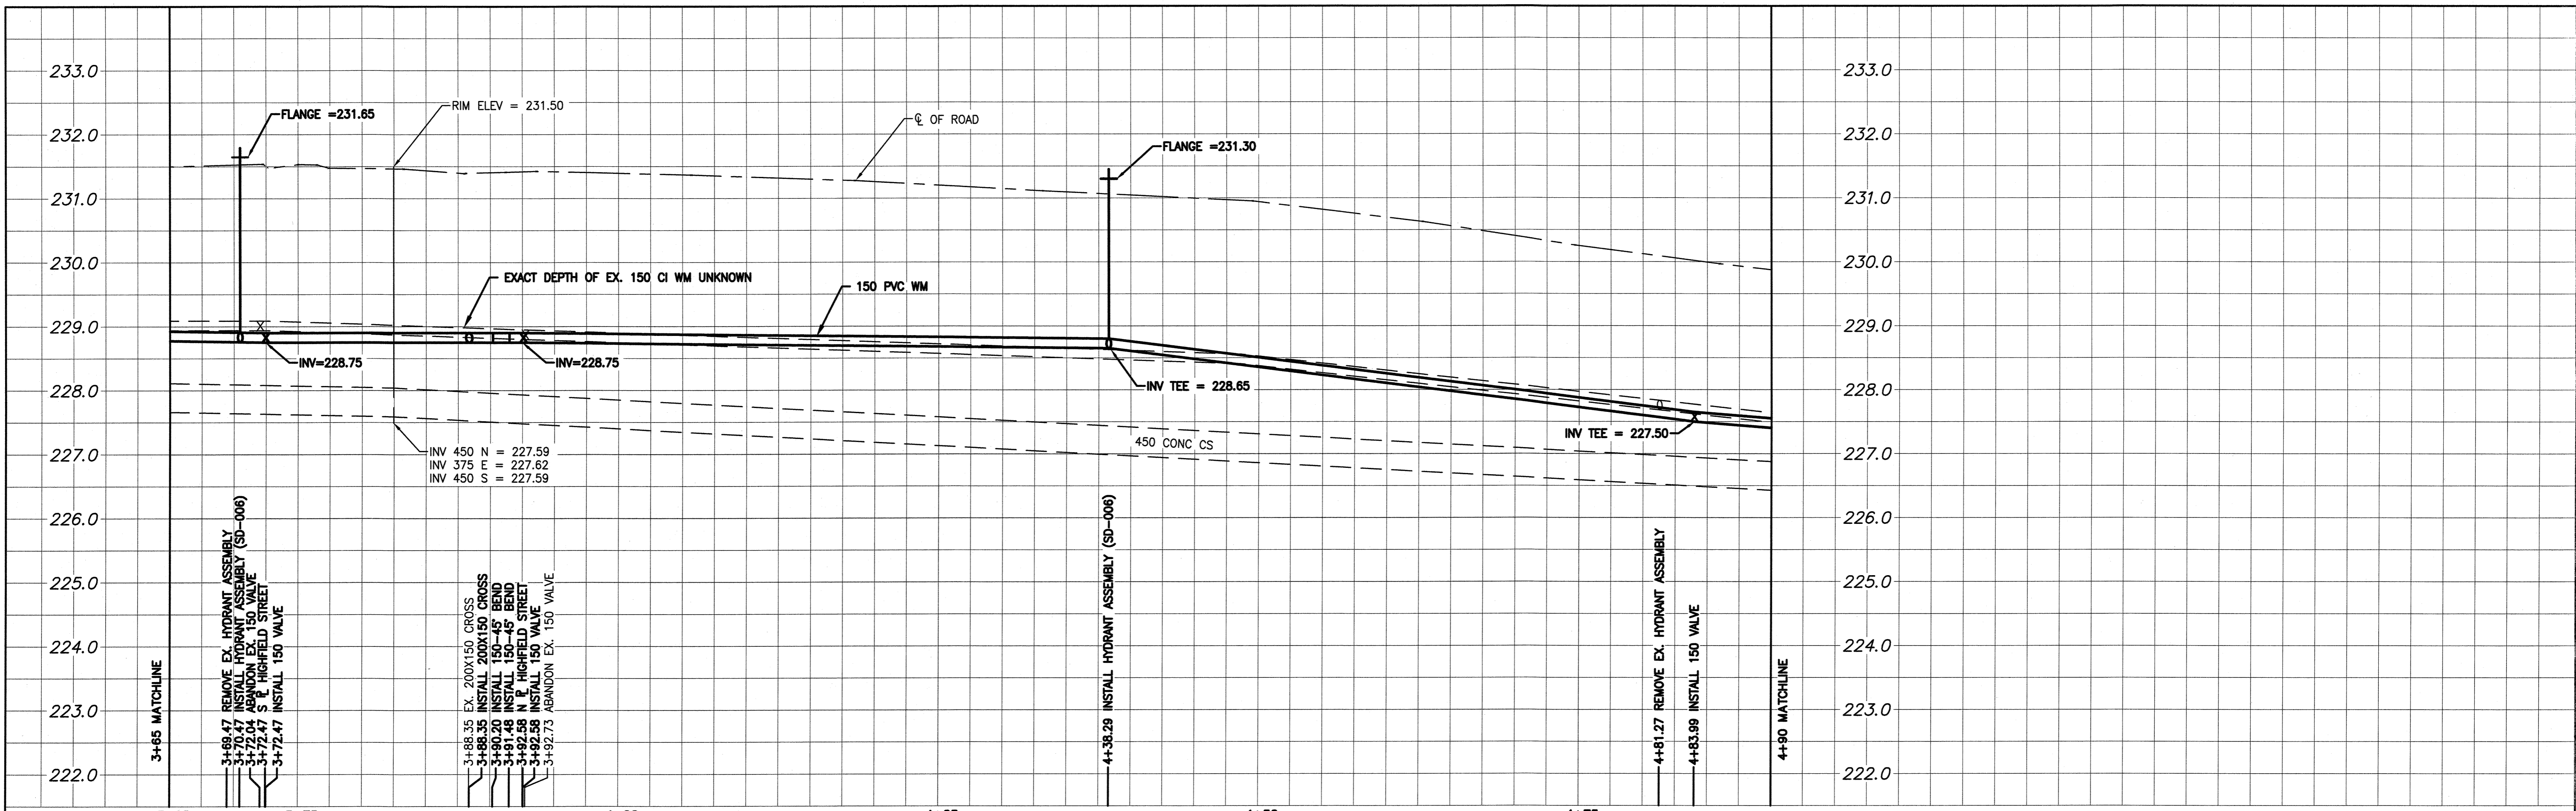 233.0
232.0
231.0
230.0
229.0
228.0
227.0
226.0
225.0
224.0
223.0
222.0
FLANGE =231.65
RIM ELEV = 231.50
℄ OF ROAD
FLANGE =231.30
EXACT DEPTH OF EX. 150 CI WM UNKNOWN
150 PVC WM
INV=228.75
INV=228.75
INV TEE = 228.65
INV TEE = 227.50
450 CONC CS
INV 450 N = 227.59
INV 375 E = 227.62
INV 450 S = 227.59
3+65 MATCHLINE
3+69.47 REMOVE EX. HYDRANT ASSEMBLY
3+70.47 INSTALL HYDRANT ASSEMBLY (SD-006)
3+72.04 ABANDON EX. 150 VALVE
3+72.47 S PL HIGHFIELD STREET
3+72.47 INSTALL 150 VALVE
3+88.35 EX. 200X150 CROSS
3+88.35 INSTALL 200X150 CROSS
3+90.20 INSTALL 150-45° BEND
3+91.48 INSTALL 150-45° BEND
3+92.58 N PL HIGHFIELD STREET
3+92.58 INSTALL 150 VALVE
3+92.73 ABANDON EX. 150 VALVE
4+38.29 INSTALL HYDRANT ASSEMBLY (SD-006)
4+81.27 REMOVE EX. HYDRANT ASSEMBLY
4+83.99 INSTALL 150 VALVE
4+90 MATCHLINE
233.0
232.0
231.0
230.0
229.0
228.0
227.0
226.0
225.0
224.0
223.0
222.0